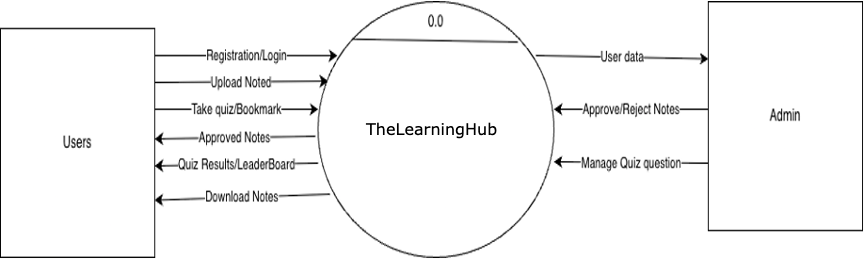 0.0
Registration/Login
User data
Upload Noted
Take quiz/Bookmark
Approve/Reject Notes
Admin
TheLearningHub
Users
Approved Notes
Quiz Results/LeaderBoard
Manage Quiz question
Download Notes